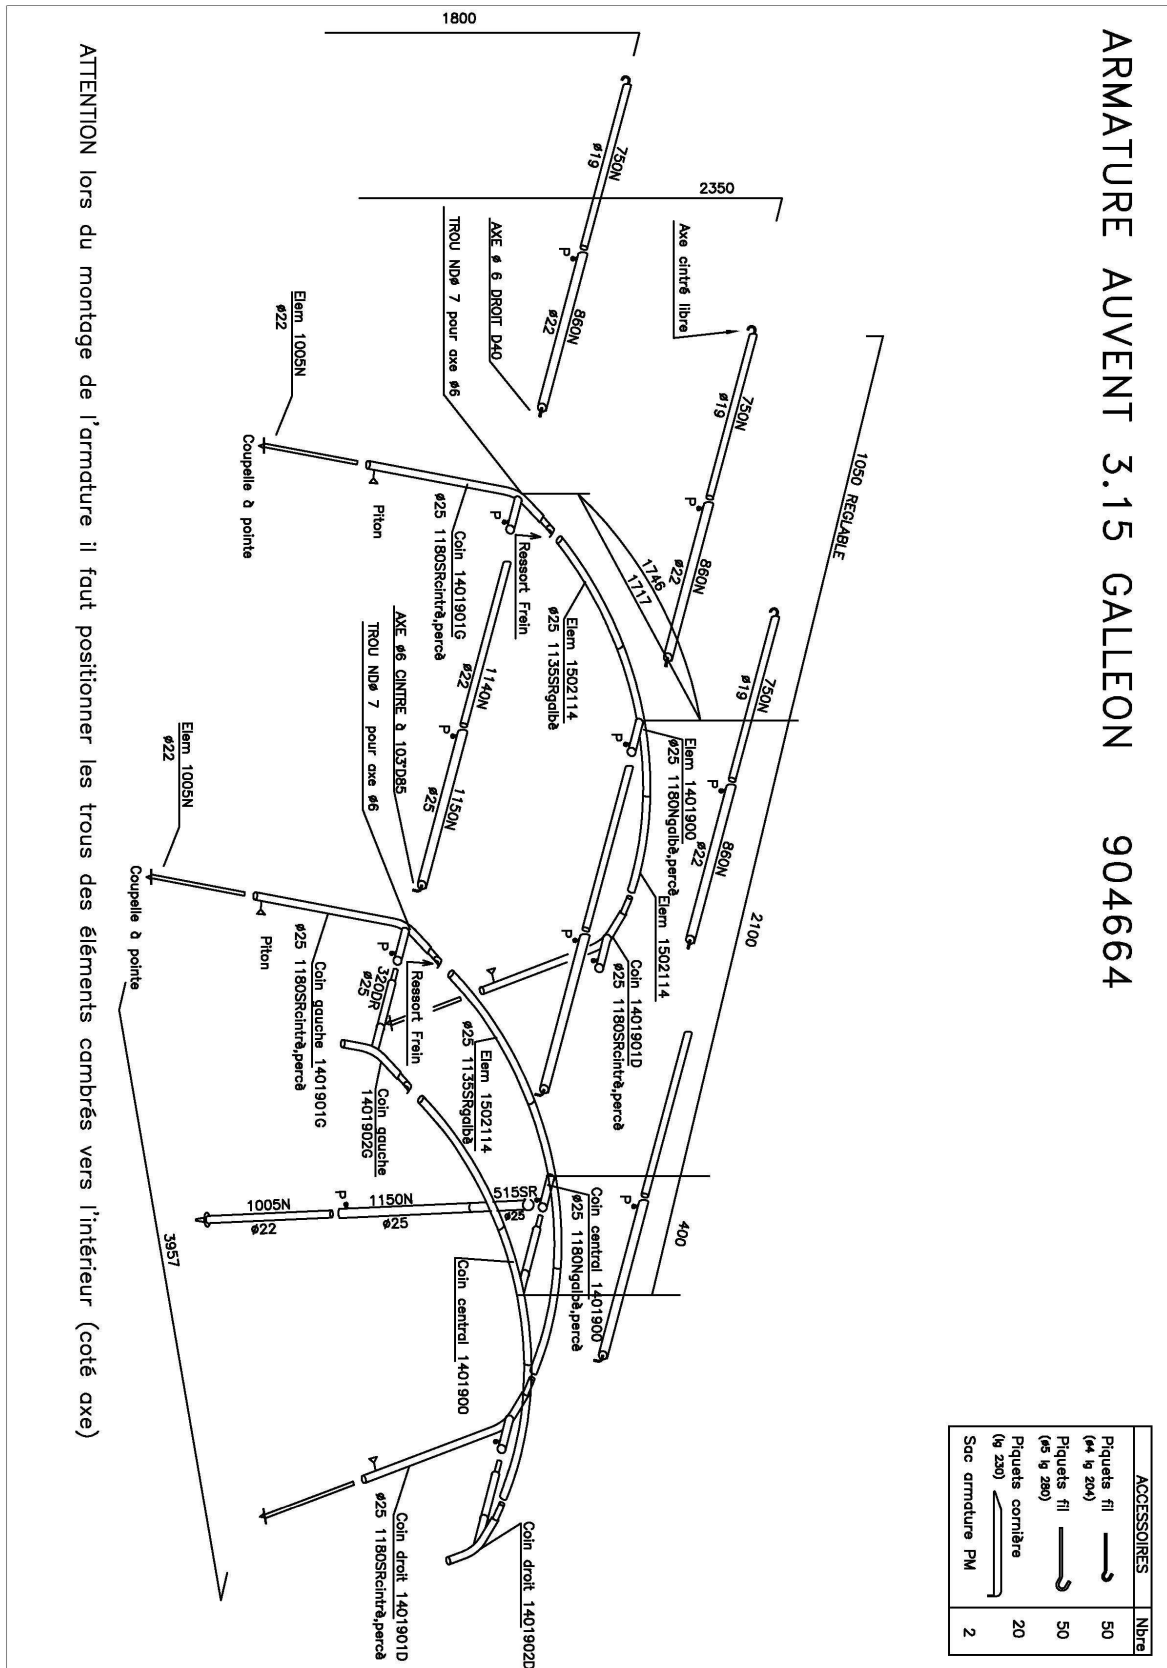 ARMATURE AUVENT 3.15 GALLEON 904664
1800
750N
ø19
P
860N
ø22
AXE ø 6 DROIT D40
TROU NDø 7 pour axe ø6
2350
Axe cintré libre
750N
ø19
P
860N
ø22
1050 REGLABLE
2100
400
750N
ø19
P
860N
ø22
P
1746
1717
Elem 1005N
ø22
Coupelle à pointe
Piton
Coin 1401901G
ø25 1180SRcintrè,percè
P
Ressort Frein
Elem 1502114
ø25 1135SRgalbè
P
Elem 1401900
ø25 1180Ngalbè,percè
Elem 1502114
P
Coin 1401901D
ø25 1180SRcintrè,percè
1140N
ø22
P
1150N
ø25
AXE ø6 CINTRE à 103°D85
TROU NDø 7 pour axe ø6
Elem 1005N
ø22
Coupelle à pointe
Piton
Coin gauche 1401901G
ø25 1180SRcintrè,percè
P
320DR
ø25
Ressort Frein
Coin gauche
1401902G
Elem 1502114
ø25 1135SRgalbè
1005N
ø22
P
1150N
ø25
515SR
ø25
Coin central 1401900
ø25 1180Ngalbè,percè
Coin central 1401900
Coin droit 1401901D
ø25 1180SRcintrè,percè
Coin droit 1401902D
3957
ATTENTION lors du montage de l'armature il faut positionner les trous des éléments cambrés vers l'intérieur (coté axe)
ACCESSOIRES Nbre
Piquets fil 50
(ø4 lg 204)
Piquets fil 50
(ø5 lg 280)
Piquets cornière 20
(lg 230)
Sac armature PM 2